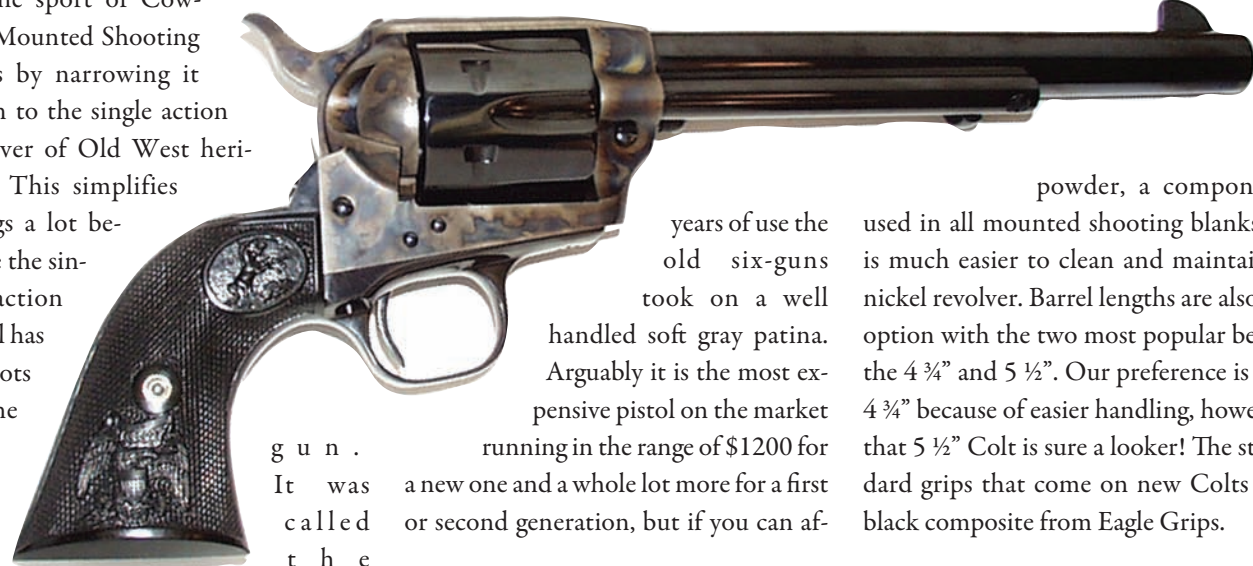 sport of Cow-
Mounted Shooting
s by narrowing it
n to the single action
ver of Old West heri-
This simplifies
gs a lot be-
e the sin-
action
l has
ots
ne
gun.
It was
called
the
years of use the
old six-guns
took on a well
handled soft gray patina.
Arguably it is the most ex-
pensive pistol on the market
running in the range of $1200 for
a new one and a whole lot more for a first
or second generation, but if you can af-
powder, a compon
used in all mounted shooting blanks
is much easier to clean and maintai
nickel revolver. Barrel lengths are also
option with the two most popular be
the 4 ¾” and 5 ½”. Our preference is
4 ¾” because of easier handling, howe
that 5 ½” Colt is sure a looker! The st
dard grips that come on new Colts
black composite from Eagle Grips.